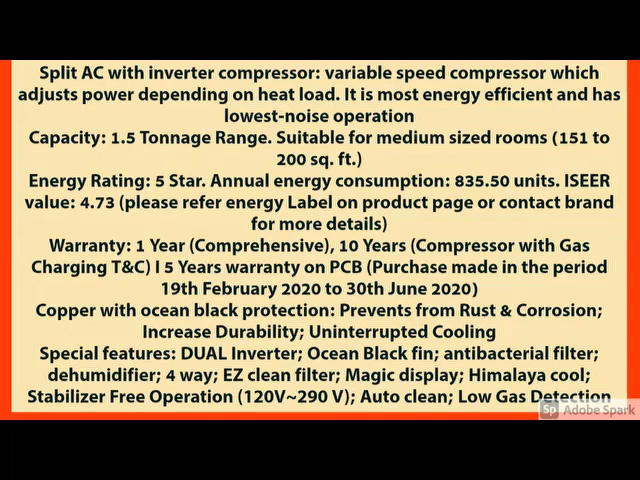 Split AC with inverter compressor: variable speed compressor which
adjusts power depending on heat load. It is most energy efficient and has
lowest-noise operation
Capacity: 1.5 Tonnage Range. Suitable for medium sized rooms (151 to
200 sq. ft.)
Energy Rating: 5 Star. Annual energy consumption: 835.50 units. ISEER
value: 4.73 (please refer energy Label on product page or contact brand
for more details)
Warranty: 1 Year (Comprehensive), 10 Years (Compressor with Gas
Charging T&C) I 5 Years warranty on PCB (Purchase made in the period
19th February 2020 to 30th June 2020)
Copper with ocean black protection: Prevents from Rust & Corrosion;
Increase Durability; Uninterrupted Cooling
Special features: DUAL Inverter; Ocean Black fin; antibacterial filter;
dehumidifier; 4 way; EZ clean filter; Magic display; Himalaya cool;
Stabilizer Free Operation (120V~290 V); Auto clean; Low Gas Detection
Sp Adobe Spark